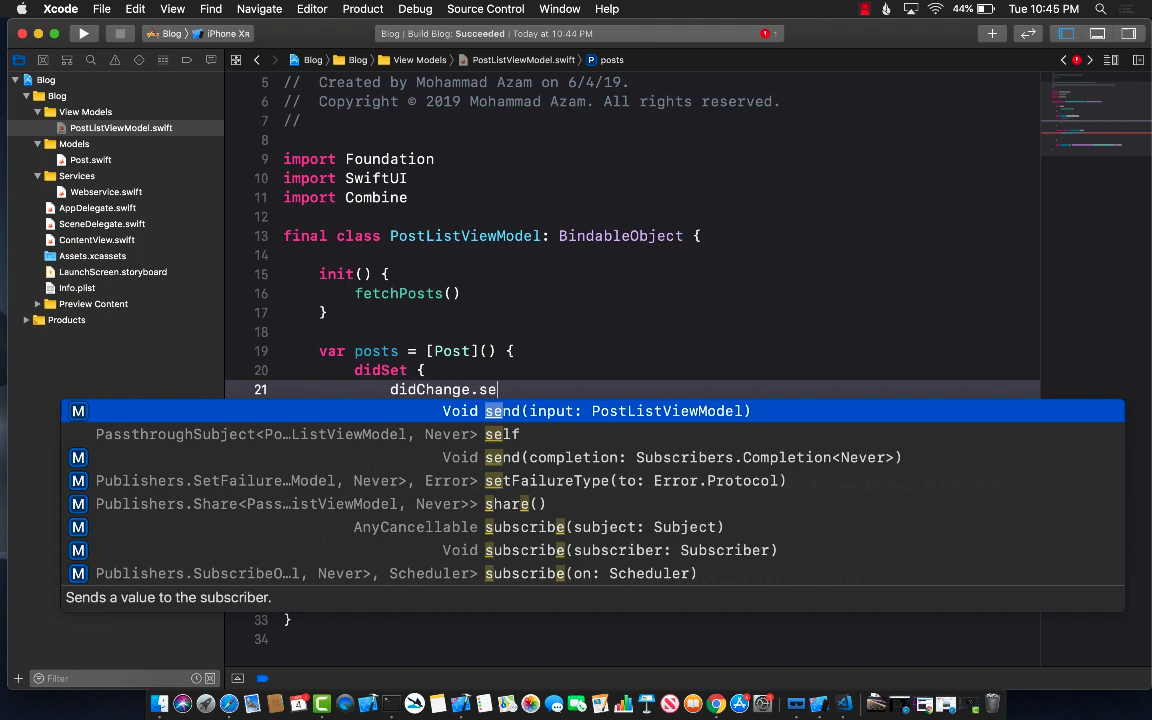 Xcode File Edit View Find Navigate Editor Product Debug Source Control Window Help 44% Tue 10:45 PM
Blog iPhone Xʀ Blog | Build Blog: Succeeded | Today at 10:44 PM 1
Blog Blog View Models PostListViewModel.swift P posts
Blog
Blog
View Models
PostListViewModel.swift
Models
Post.swift
Services
Webservice.swift
AppDelegate.swift
SceneDelegate.swift
ContentView.swift
Assets.xcassets
LaunchScreen.storyboard
Info.plist
Preview Content
Products
Filter
5 // Created by Mohammad Azam on 6/4/19.
6 // Copyright © 2019 Mohammad Azam. All rights reserved.
7 //
8
9 import Foundation
10 import SwiftUI
11 import Combine
12
13 final class PostListViewModel: BindableObject {
14
15 init() {
16 fetchPosts()
17 }
18
19 var posts = [Post]() {
20 didSet {
21 didChange.se
M Void send(input: PostListViewModel)
PassthroughSubject<Po…ListViewModel, Never> self
M Void send(completion: Subscribers.Completion<Never>)
M Publishers.SetFailure…Model, Never>, Error> setFailureType(to: Error.Protocol)
M Publishers.Share<Pass…istViewModel, Never>> share()
M AnyCancellable subscribe(subject: Subject)
M Void subscribe(subscriber: Subscriber)
M Publishers.SubscribeO…l, Never>, Scheduler> subscribe(on: Scheduler)
Sends a value to the subscriber.
33 }
34